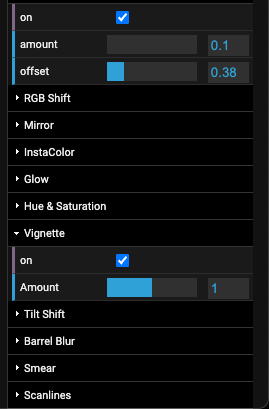 on
amount 0.1
offset 0.38
RGB Shift
Mirror
InstaColor
Glow
Hue & Saturation
Vignette
on
Amount 1
Tilt Shift
Barrel Blur
Smear
Scanlines